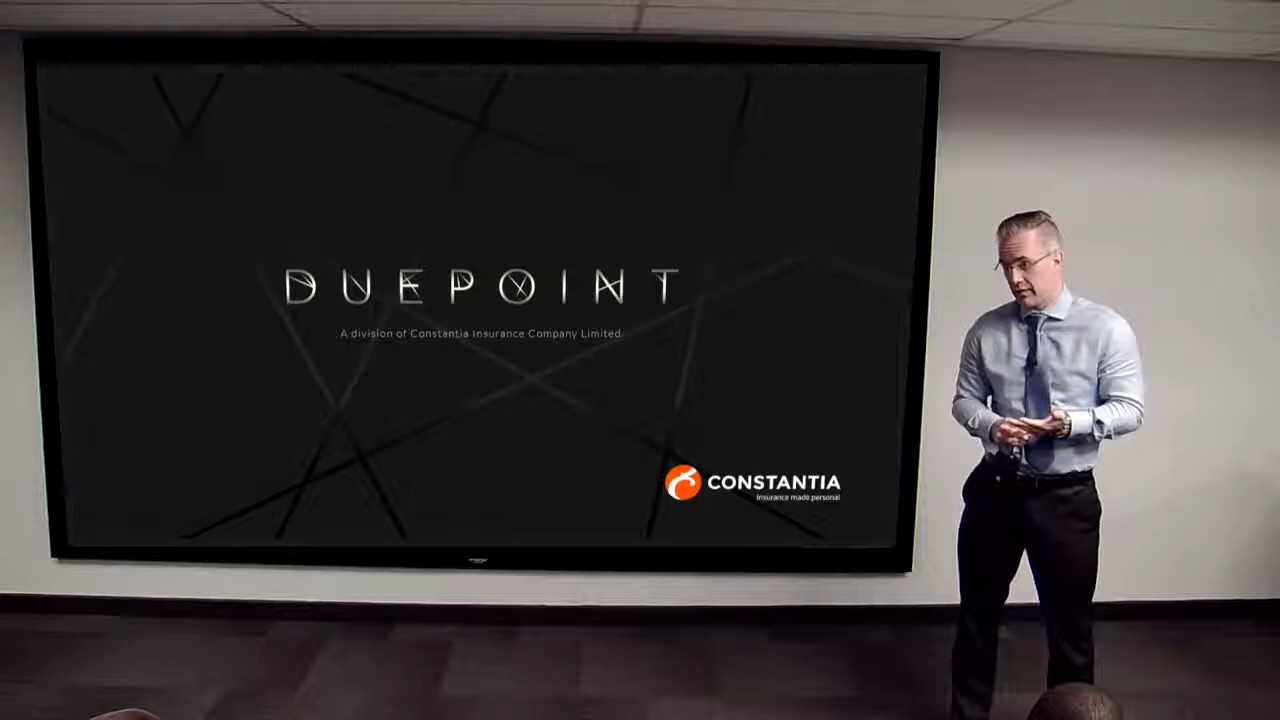 DUEPOINT
A division of Constantia Insurance Company Limited
CONSTANTIA
Insurance made personal